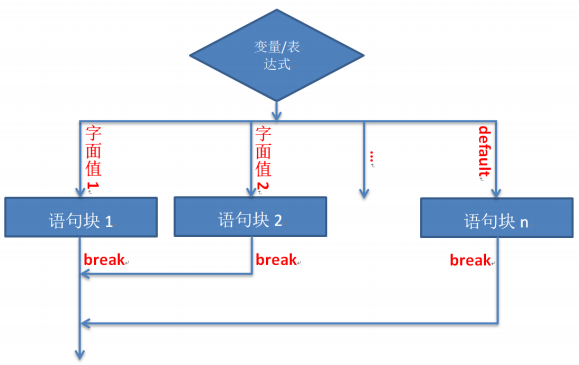 变量/表
达式
字面值1
字面值2
...
default
语句块 1
语句块 2
语句块 n
break
break
break